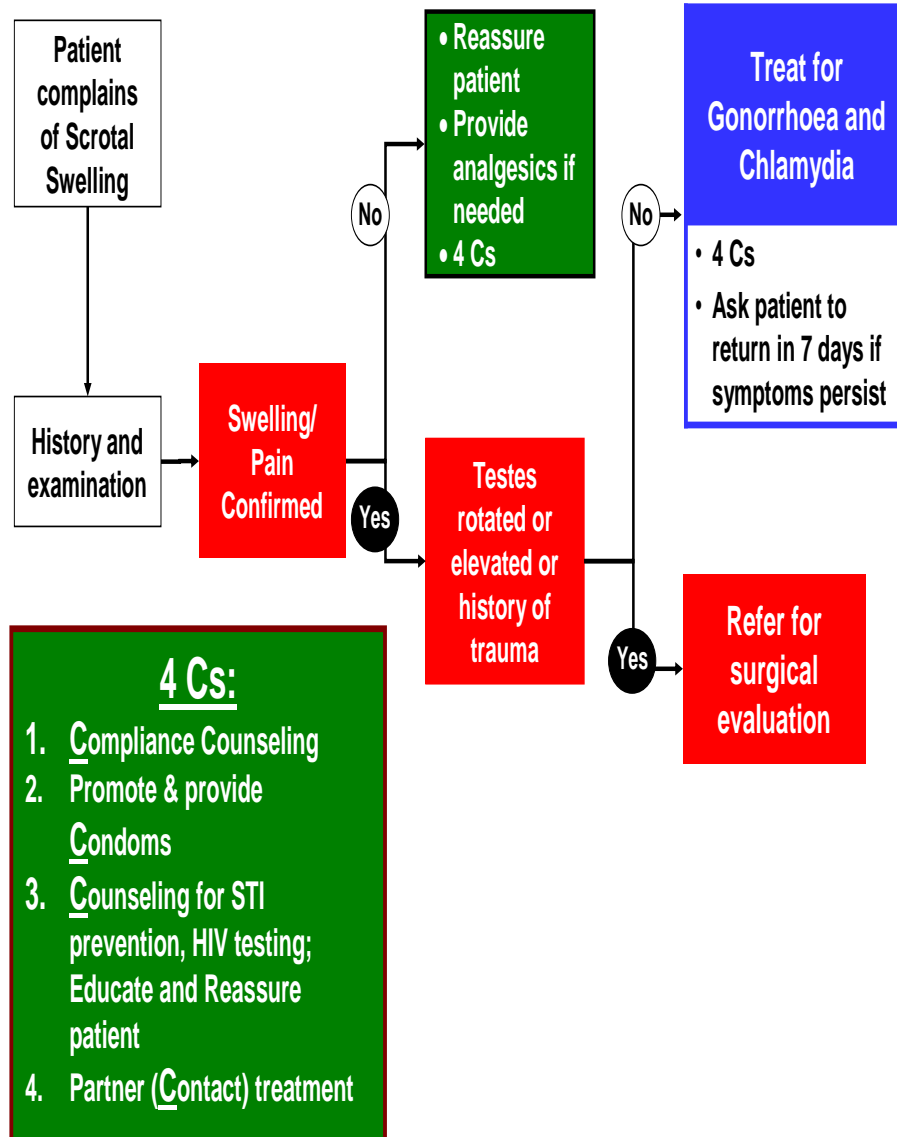 Patient
complains
of Scrotal
Swelling
History and
examination
Swelling/
Pain
Confirmed
No
Yes
• Reassure
patient
• Provide
analgesics if
needed
• 4 Cs
Testes
rotated or
elevated or
history of
trauma
No
Yes
Treat for
Gonorrhoea and
Chlamydia
• 4 Cs
• Ask patient to
return in 7 days if
symptoms persist
Refer for
surgical
evaluation
4 Cs:
1. Compliance Counseling
2. Promote & provide
Condoms
3. Counseling for STI
prevention, HIV testing;
Educate and Reassure
patient
4. Partner (Contact) treatment